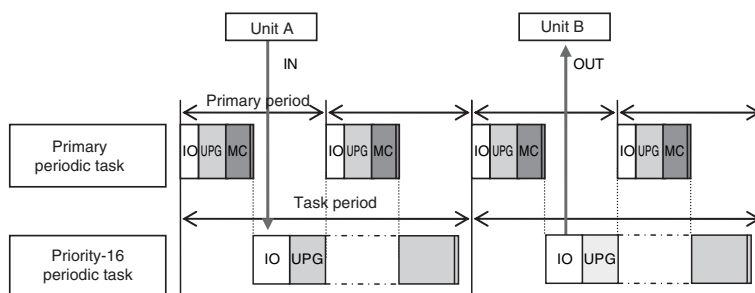 Unit A
Unit B
IN
OUT
Primary period
Primary
periodic task
IO UPG MC
IO UPG MC
IO UPG MC
IO UPG MC
Task period
Priority-16
periodic task
IO UPG
IO UPG